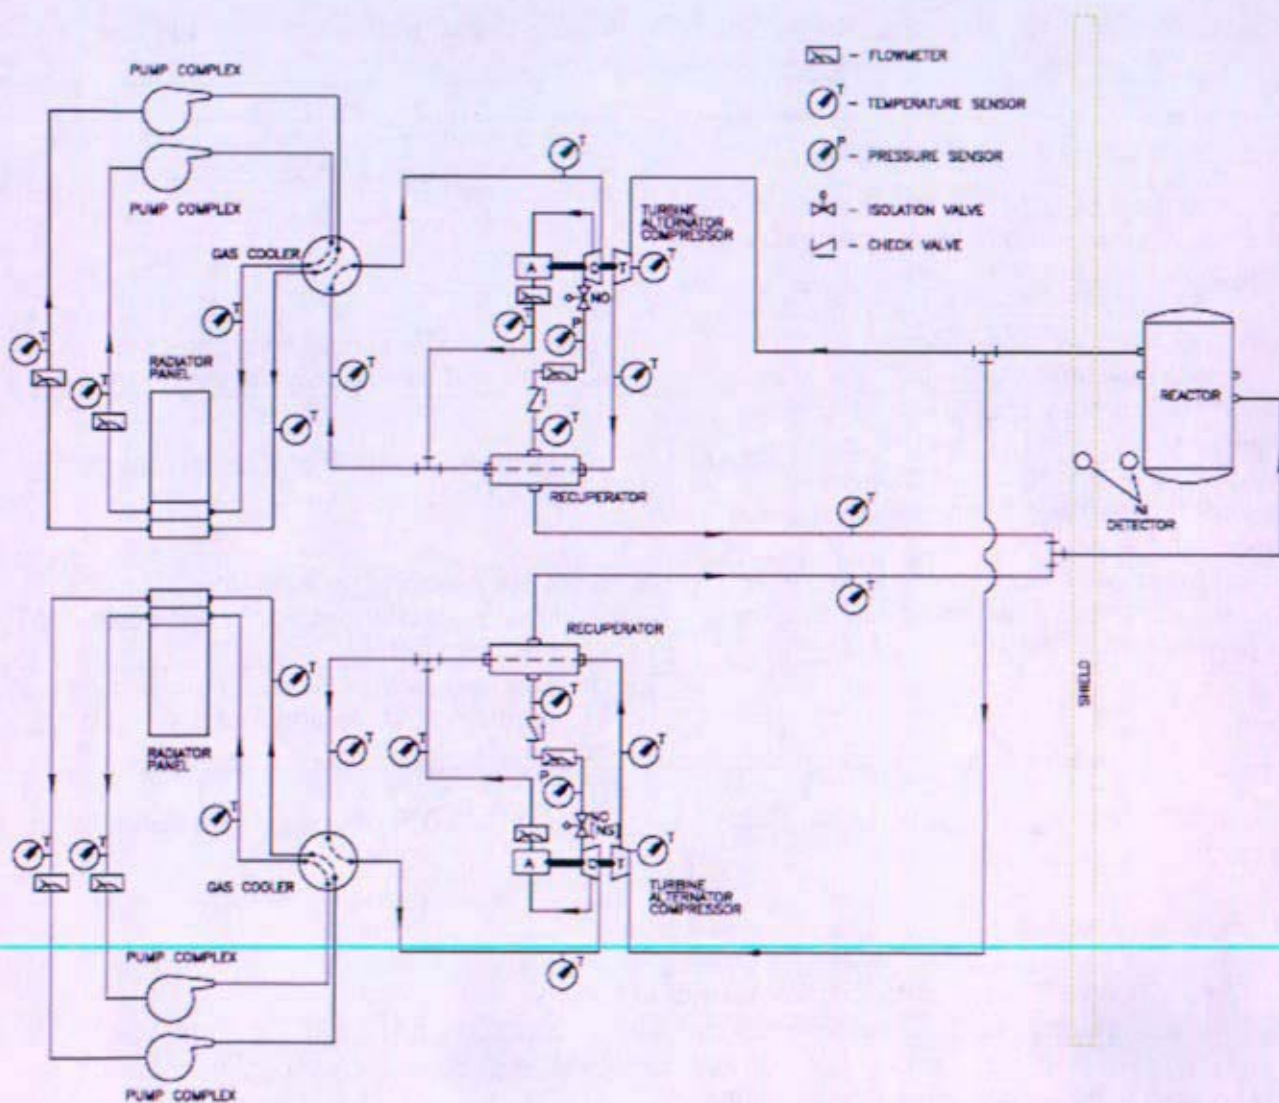 PUMP COMPLEX
PUMP COMPLEX
GAS COOLER
RADIATOR
PANEL
TURBINE
ALTERNATOR
COMPRESSOR
A
C
T
NO
RECUPERATOR
T
T
T
T
T
T
T
T
P
T
T
T
- FLOWMETER
T
- TEMPERATURE SENSOR
P
- PRESSURE SENSOR
- ISOLATION VALVE
- CHECK VALVE
REACTOR
DETECTOR
T
T
SHIELD
RECUPERATOR
RADIATOR
PANEL
GAS COOLER
T
T
T
T
T
T
T
T
P
T
T
NO
[NS]
A
C
T
TURBINE
ALTERNATOR
COMPRESSOR
PUMP COMPLEX
PUMP COMPLEX